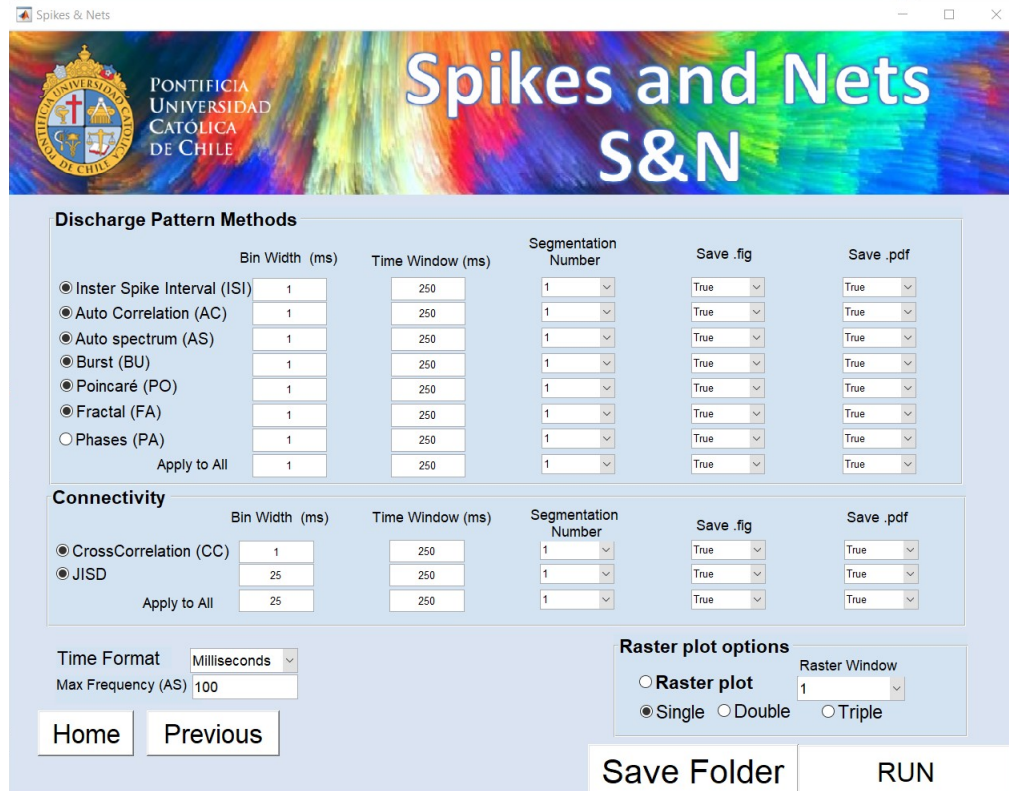 Spikes & Nets
PONTIFICIA
UNIVERSIDAD
CATÓLICA
DE CHILE
PONTIFICIA UNIVERSIDAD CATOLICA DE CHILE
Spikes and Nets
S&N
Discharge Pattern Methods
Bin Width (ms) Time Window (ms) Segmentation Number Save .fig Save .pdf
Inster Spike Interval (ISI) 1 250 1 True True
Auto Correlation (AC) 1 250 1 True True
Auto spectrum (AS) 1 250 1 True True
Burst (BU) 1 250 1 True True
Poincaré (PO) 1 250 1 True True
Fractal (FA) 1 250 1 True True
Phases (PA) 1 250 1 True True
Apply to All 1 250 1 True True
Connectivity
Bin Width (ms) Time Window (ms) Segmentation Number Save .fig Save .pdf
CrossCorrelation (CC) 1 250 1 True True
JISD 25 250 1 True True
Apply to All 25 250 1 True True
Time Format Milliseconds
Max Frequency (AS) 100
Raster plot options
Raster Window
Raster plot 1
Single Double Triple
Home Previous
Save Folder RUN